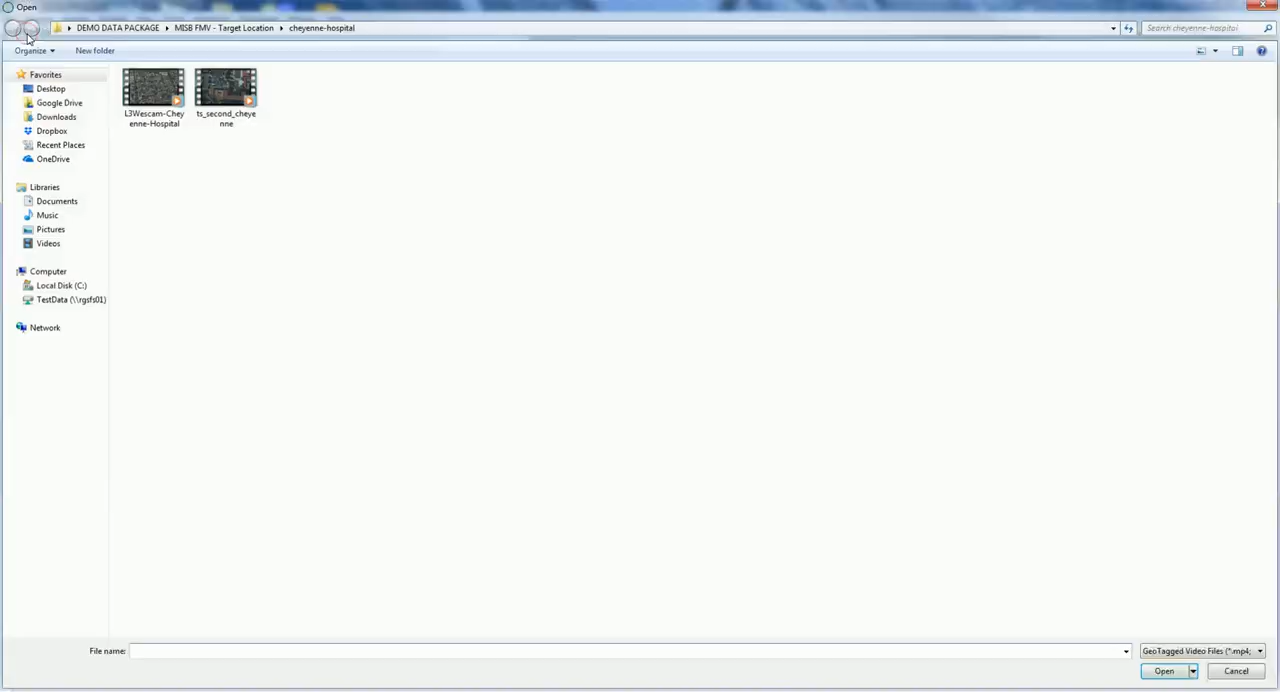 Open
DEMO DATA PACKAGE MISB FMV - Target Location cheyenne-hospital
Search cheyenne-hospital
Organize New folder
Favorites
Desktop
Google Drive
Downloads
Dropbox
Recent Places
OneDrive
Libraries
Documents
Music
Pictures
Videos
Computer
Local Disk (C:)
TestData (\\rgsfs01)
Network
L3Wescam-Chey
enne-Hospital
ts_second_cheye
nne
File name:
GeoTagged Video Files (*.mp4;
Open
Cancel